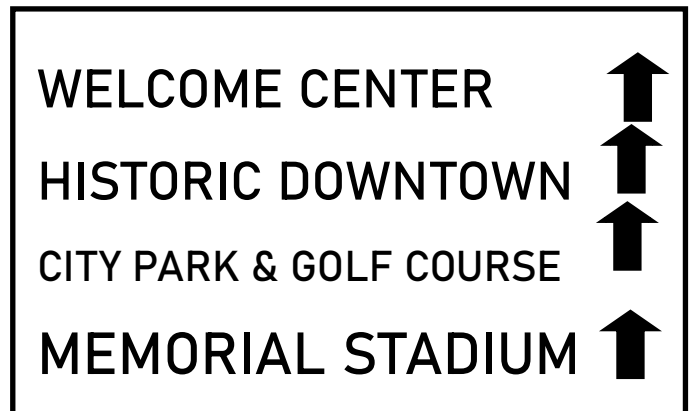 WELCOME CENTER
HISTORIC DOWNTOWN
CITY PARK & GOLF COURSE
MEMORIAL STADIUM